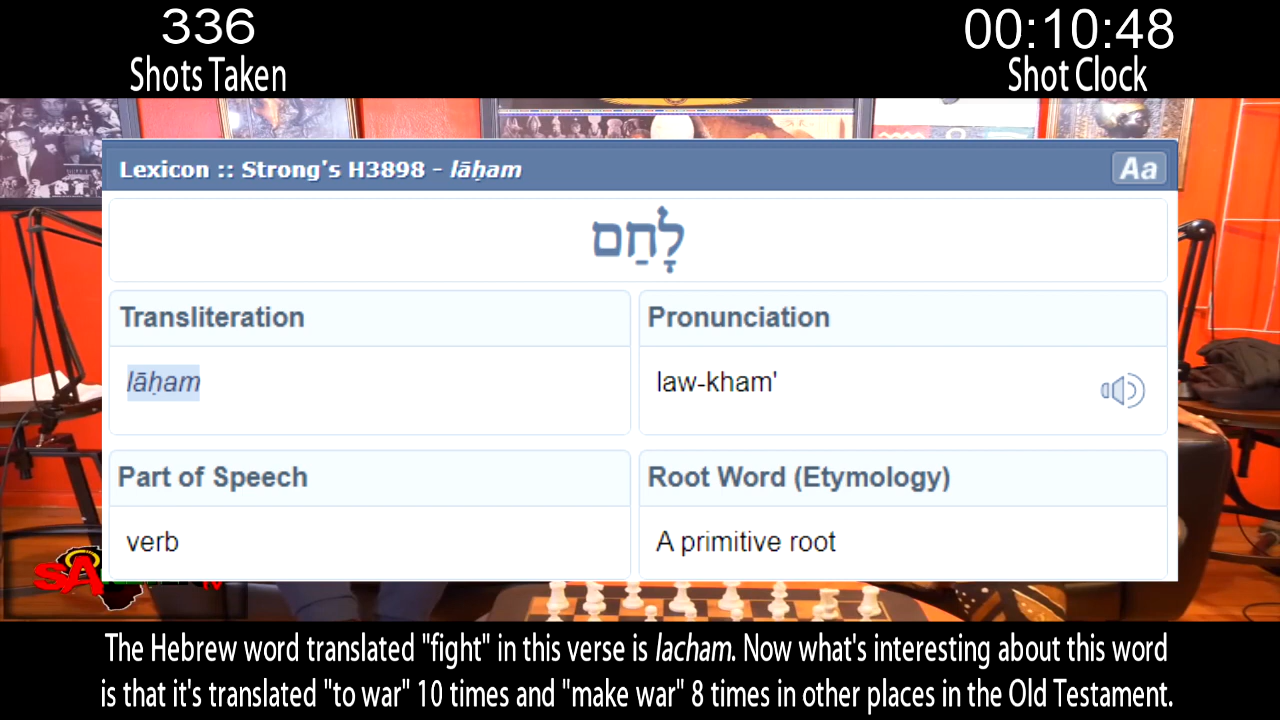 336
Shots Taken
00:10:48
Shot Clock
Lexicon :: Strong's H3898 - lāḥam
Aa
לָחַם
Transliteration
Pronunciation
lāḥam
law-kham'
Part of Speech
Root Word (Etymology)
verb
A primitive root
The Hebrew word translated "fight" in this verse is lacham. Now what's interesting about this word
is that it's translated "to war" 10 times and "make war" 8 times in other places in the Old Testament.